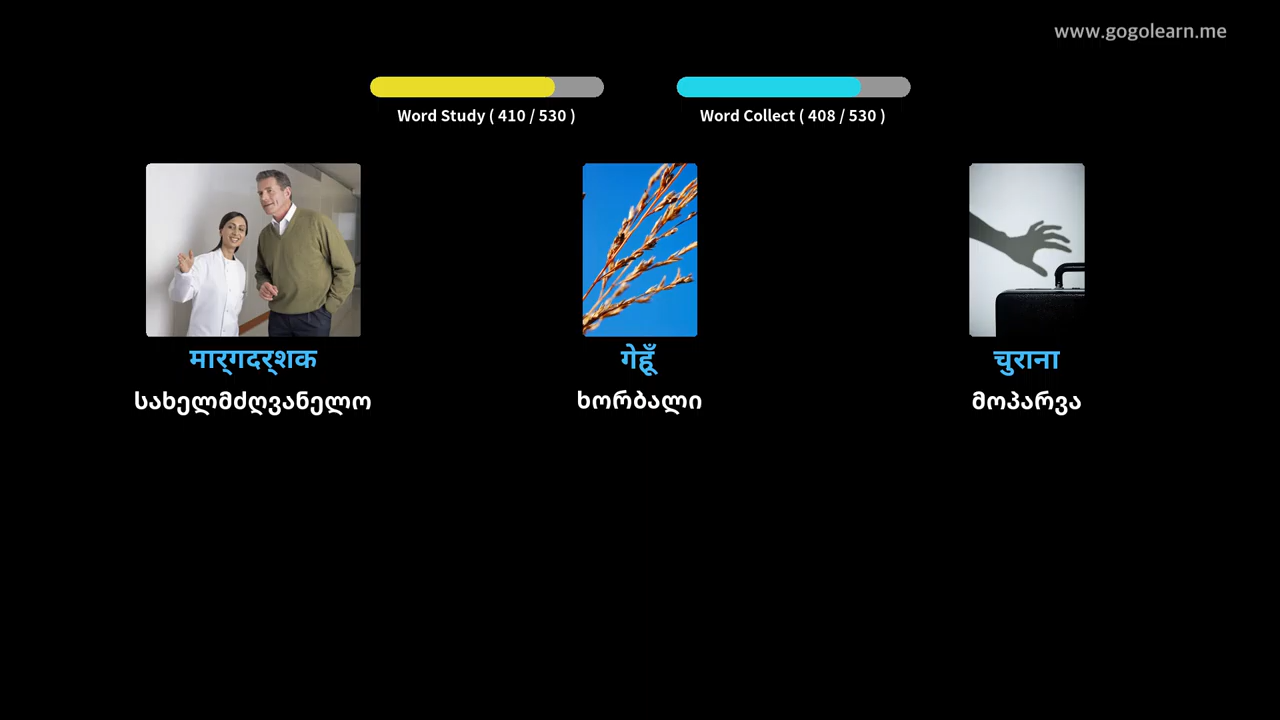 www.gogolearn.me
Word Study ( 410 / 530 )
Word Collect ( 408 / 530 )
मार्गदर्शक
गेहूँ
चुराना
სახელმძღვანელო
ხორბალი
მოპარვა